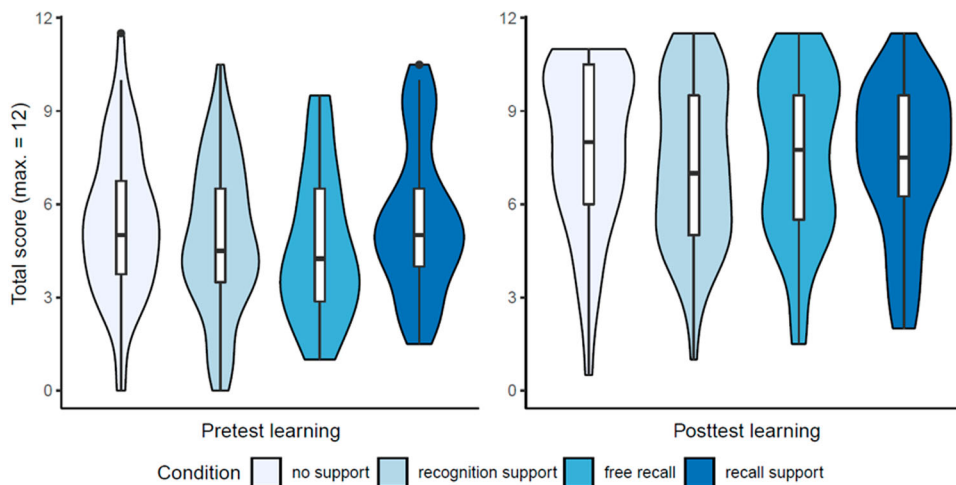 Total score (max. = 12)
12
9
6
3
0
12
9
6
3
0
Pretest learning
Posttest learning
Condition no support recognition support free recall recall support